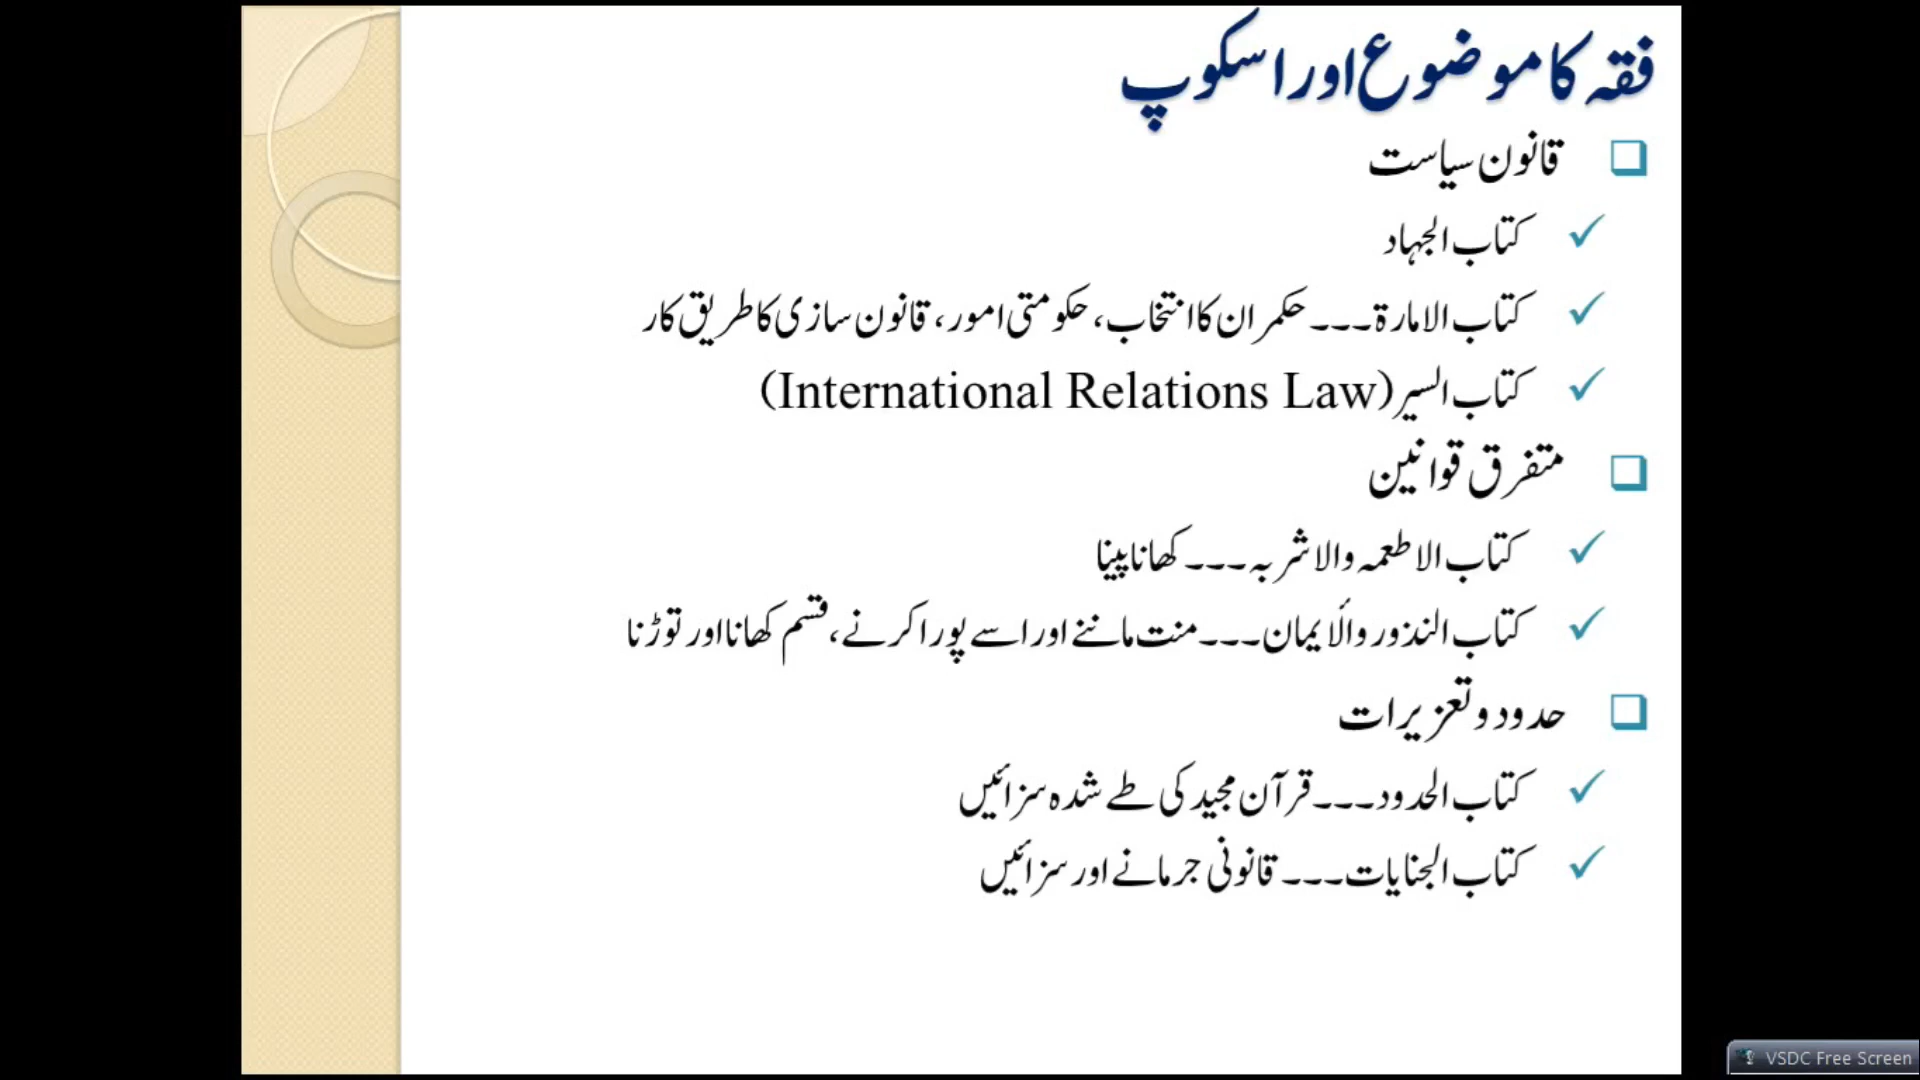 فقہ کا موضوع اور اسکوپ
قانون سیاست
کتاب الجہاد
کتاب الامارۃ۔۔۔ حکمران کا انتخاب، حکومتی امور، قانون سازی کا طریق کار
کتاب السیر (International Relations Law)
متفرق قوانین
کتاب الاطعمہ والاشربہ۔۔۔ کھانا پینا
کتاب النذور والأیمان۔۔۔ منت ماننے اور اسے پورا کرنے، قسم کھانا اور توڑنا
حدود و تعزیرات
کتاب الحدود۔۔۔ قرآن مجید کی طے شدہ سزائیں
کتاب الجنایات۔۔۔ قانونی جرمانے اور سزائیں
VSDC Free Screen